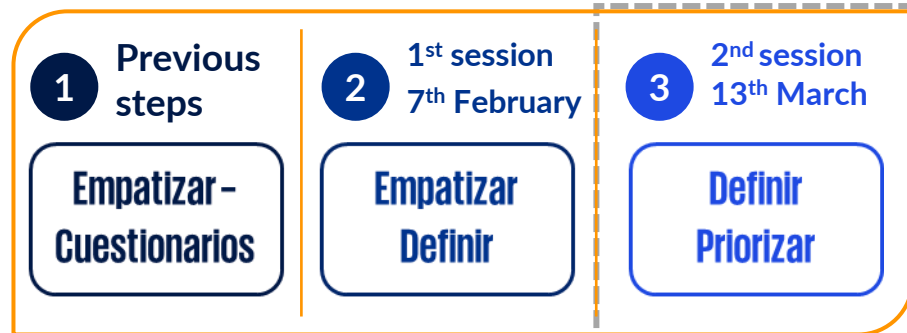 1
Previous
steps
Empatizar –
Cuestionarios
2
1st session
7th February
Empatizar
Definir
3
2nd session
13th March
Definir
Priorizar